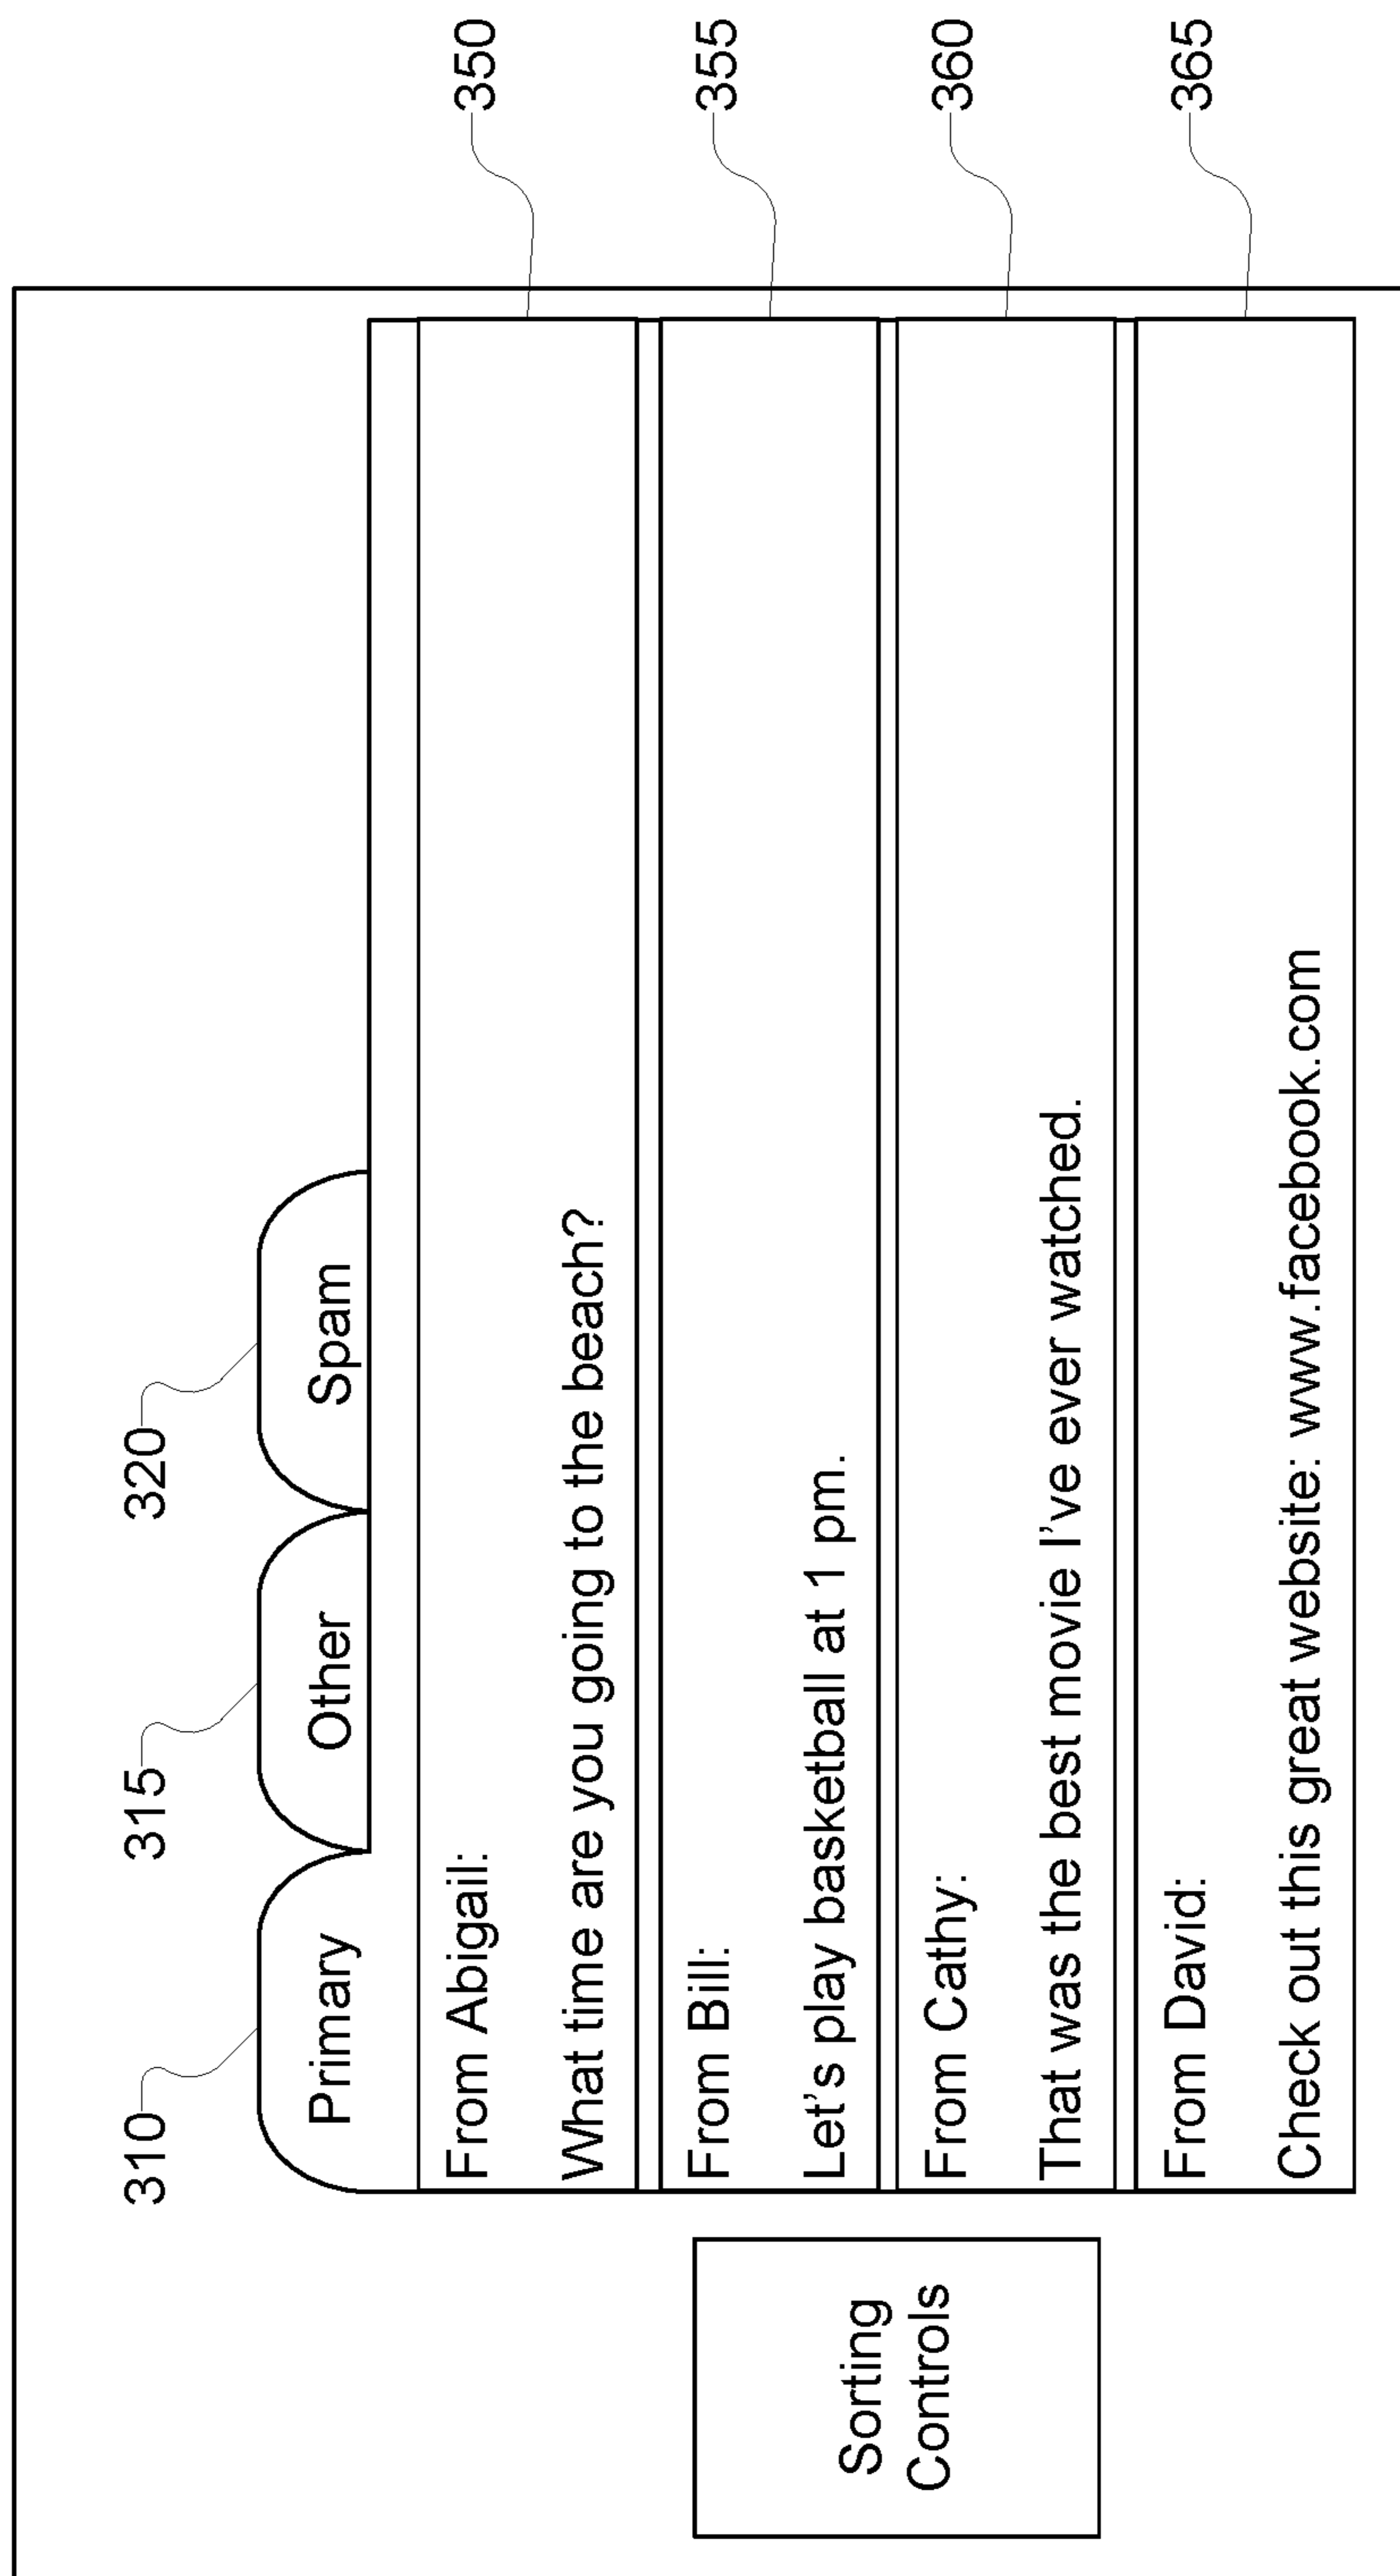 310
315
320
Primary
Other
Spam
From Abigail:
What time are you going to the beach?
350
From Bill:
Let's play basketball at 1 pm.
355
Sorting
Controls
From Cathy:
That was the best movie I've ever watched.
360
From David:
Check out this great website: www.facebook.com
365